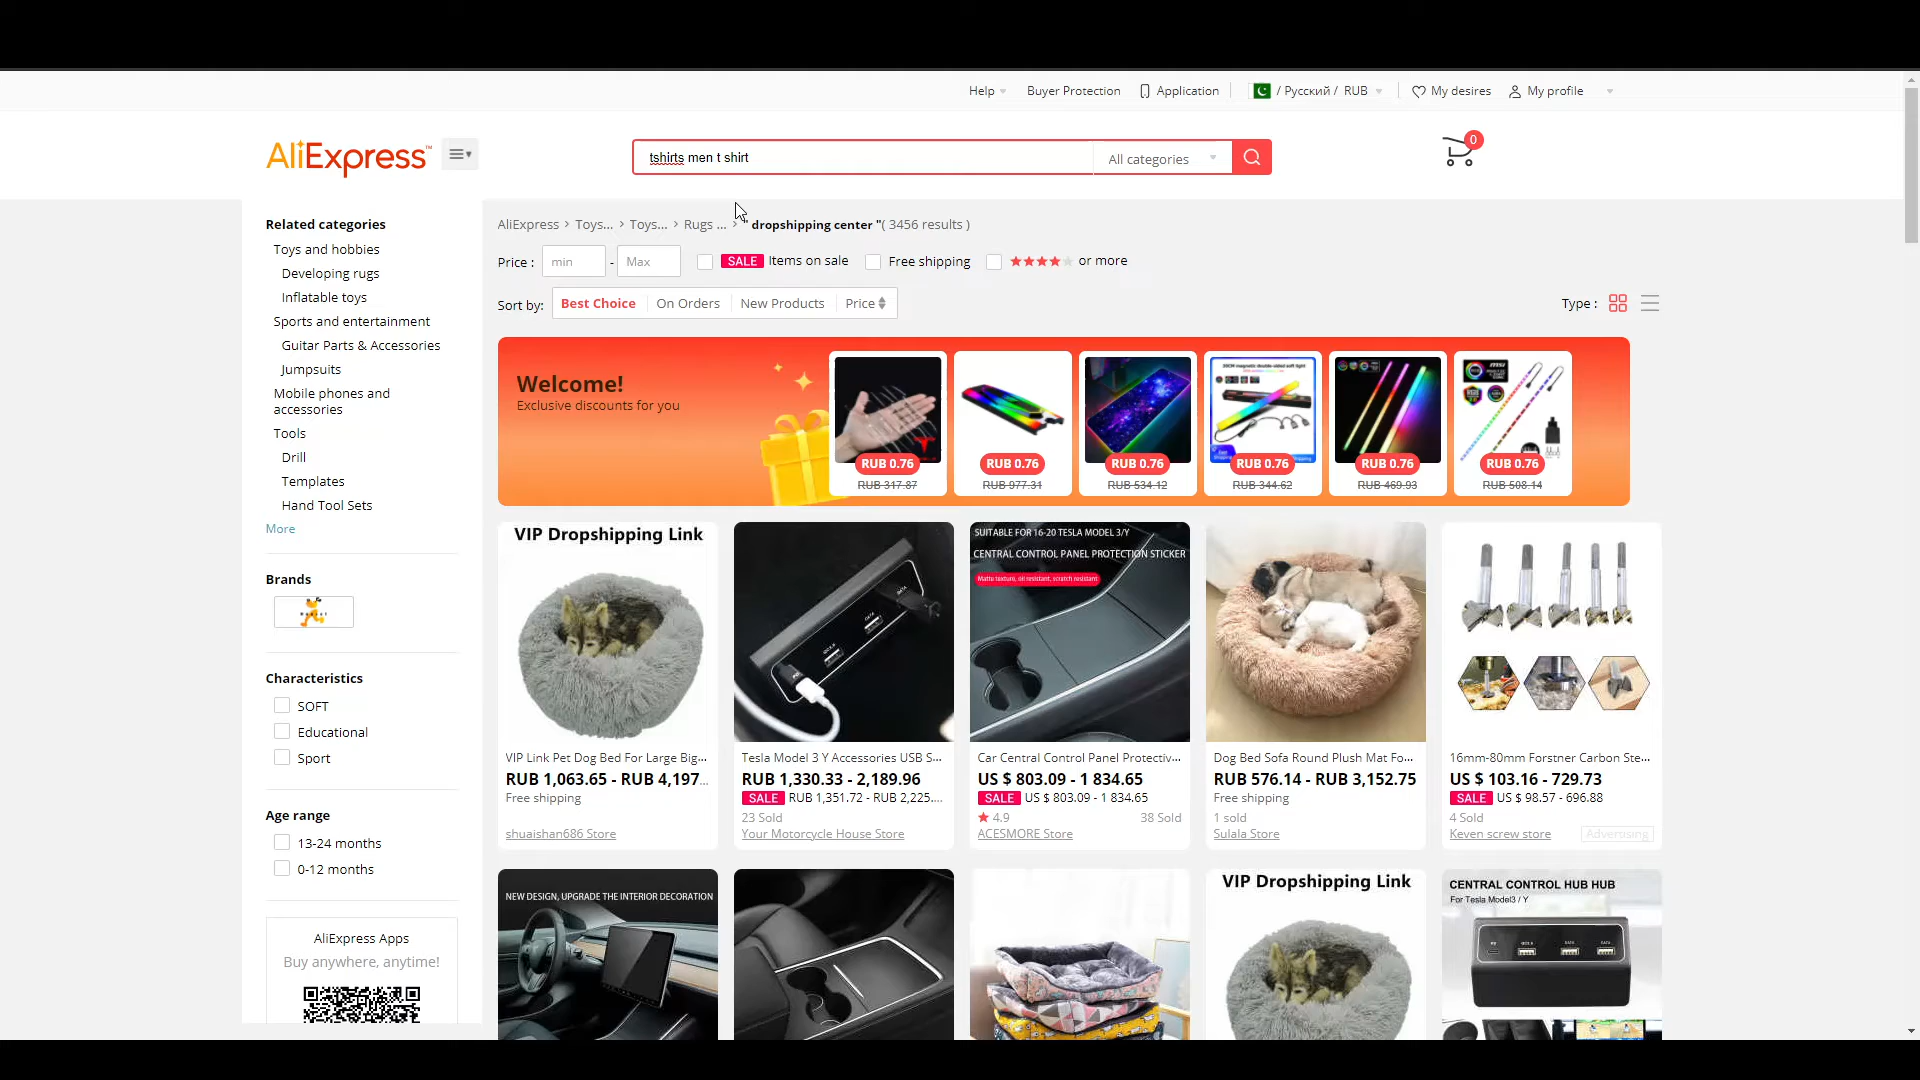 Help
Buyer Protection
Application
/ Русский / RUB
My desires
My profile
AliExpress
tshirts men t shirt
All categories
0
AliExpress > Toys... > Toys... > Rugs ... > " dropshipping center "( 3456 results )
Price : min - Max SALE Items on sale Free shipping or more
Sort by: Best Choice On Orders New Products Price
Type :
Related categories
Toys and hobbies
Developing rugs
Inflatable toys
Sports and entertainment
Guitar Parts & Accessories
Jumpsuits
Mobile phones and
accessories
Tools
Drill
Templates
Hand Tool Sets
More
Brands
Characteristics
SOFT
Educational
Sport
Age range
13-24 months
0-12 months
AliExpress Apps
Buy anywhere, anytime!
Welcome!
Exclusive discounts for you
RUB 0.76
RUB 317.87
RUB 0.76
RUB 977.31
RUB 0.76
RUB 534.12
RUB 0.76
RUB 344.62
RUB 0.76
RUB 469.93
RUB 0.76
RUB 508.14
VIP Dropshipping Link
VIP Link Pet Dog Bed For Large Big...
RUB 1,063.65 - RUB 4,197...
Free shipping
shuaishan686 Store
Tesla Model 3 Y Accessories USB S...
RUB 1,330.33 - 2,189.96
SALE RUB 1,351.72 - RUB 2,225....
23 Sold
Your Motorcycle House Store
SUITABLE FOR 16-20 TESLA MODEL 3/Y
CENTRAL CONTROL PANEL PROTECTION STICKER
Matte texture, oil resistant, scratch resistant
Car Central Control Panel Protectiv...
US $ 803.09 - 1 834.65
SALE US $ 803.09 - 1 834.65
4.9 38 Sold
ACESMORE Store
Dog Bed Sofa Round Plush Mat Fo...
RUB 576.14 - RUB 3,152.75
Free shipping
1 sold
Sulala Store
16mm-80mm Forstner Carbon Ste...
US $ 103.16 - 729.73
SALE US $ 98.57 - 696.88
4 Sold
Keven screw store
Advertising
NEW DESIGN, UPGRADE THE INTERIOR DECORATION
VIP Dropshipping Link
CENTRAL CONTROL HUB HUB
For Tesla Model3 / Y